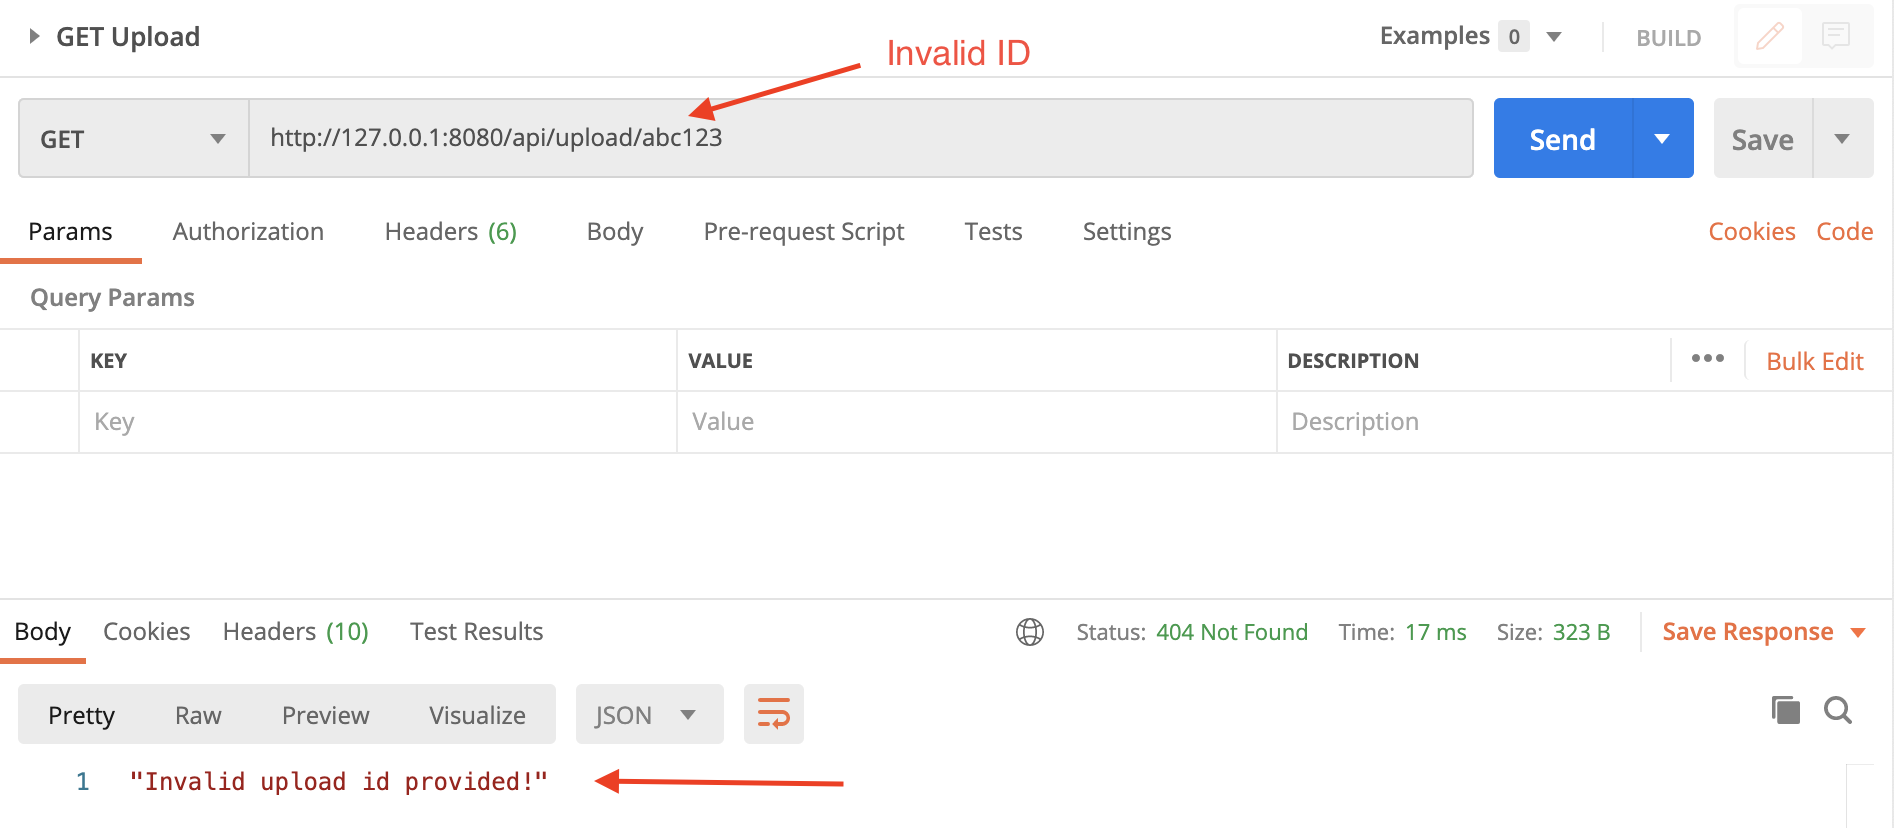 GET Upload
Invalid ID
Examples 0
BUILD
GET
http://127.0.0.1:8080/api/upload/abc123
Send
Save
Params Authorization Headers (6) Body Pre-request Script Tests Settings Cookies Code
Query Params
KEY VALUE DESCRIPTION ••• Bulk Edit
Key Value Description
Body Cookies Headers (10) Test Results Status: 404 Not Found Time: 17 ms Size: 323 B Save Response
Pretty Raw Preview Visualize JSON
1 "Invalid upload id provided!"